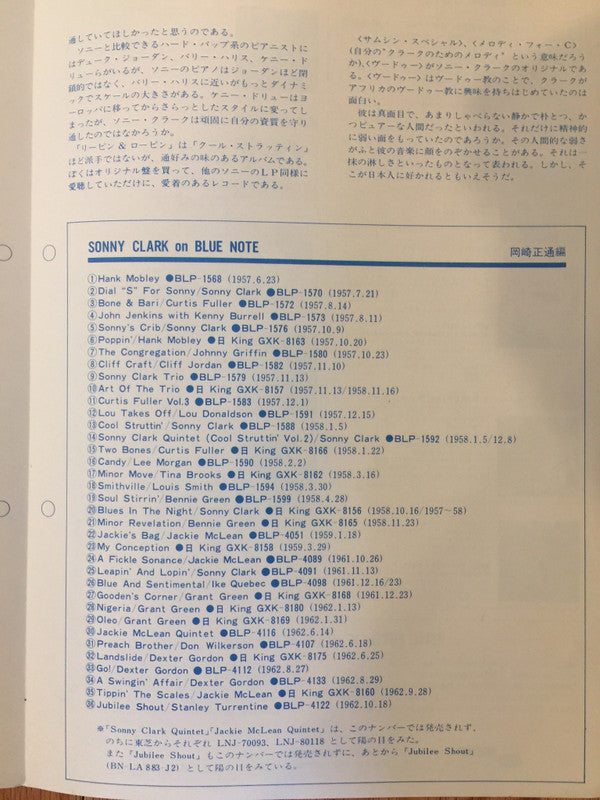 通していてほしかったと思うのである。
ソニーと比較できるハード・バップ系のピアニストに
はデューク・ジョーダン、バリー・ハリス、ケニー・ド
リューらがいるが、ソニーのピアノはジョーダンほど閉
鎖的ではなく、バリー・ハリスに近いがもっとダイナミ
ックでスケールの大きさがある。ケニー・ドリューはヨ
ーロッパに移ってからさらっとしたスタイルに変ってし
まったが、ソニー・クラークは頑固に自分の資質を守り
通したのではなかろうか。
「リーピン&ローピン」は「クール・ストラッティン」
ほど派手ではないが、通好みの味のあるアルバムである。
ぼくはオリジナル盤を買って、他のソニーのLP同様に
愛聴していただけに、愛着のあるレコードである。
〈サムシン・スペシャル〉、〈メロディ・フォー・C〉
(自分の"クラークのためのメロディ"という意味だろう
か)、〈ヴードゥー〉がソニー・クラークのオリジナルであ
る。〈ヴードゥー〉はヴードゥ教のことで、クラークが
アフリカのヴードゥー教に興味を持ちはじめていたのは
面白い。
彼は真面目で、あまりしゃべらない静かで朴とつ、か
つピュアーな人間だったといわれる。それだけに精神的
に弱い面をもっていたのであろうか。その人間的な弱さ
がふと彼の音楽に顔をのぞかせることがある。それは一
抹の淋しさといったものとなって表われる。しかし、そ
こが日本人に好かれるともいえそうだ。
SONNY CLARK on BLUE NOTE 岡崎正通編
①Hank Mobley ●BLP-1568 (1957.6.23)
②Dial "S" For Sonny/Sonny Clark ●BLP-1570 (1957.7.21)
③Bone & Bari/Curtis Fuller ●BLP-1572 (1957.8.14)
④John Jenkins with Kenny Burrell ●BLP-1573 (1957.8.11)
⑤Sonny's Crib/Sonny Clark ●BLP-1576 (1957.10.9)
⑥Poppin'/Hank Mobley ●日 King GXK-8163 (1957.10.20)
⑦The Congregation/Johnny Griffin ●BLP-1580 (1957.10.23)
⑧Cliff Craft/Cliff Jordan ●BLP-1582 (1957.11.10)
⑨Sonny Clark Trio ●BLP-1579 (1957.11.13)
⑩Art Of The Trio ●日 King GXK-8157 (1957.11.13/1958.11.16)
⑪Curtis Fuller Vol.3 ●BLP-1583 (1957.12.1)
⑫Lou Takes Off/Lou Donaldson ●BLP-1591 (1957.12.15)
⑬Cool Struttin'/Sonny Clark ●BLP-1588 (1958.1.5)
⑭Sonny Clark Quintet (Cool Struttin' Vol.2)/Sonny Clark ●BLP-1592 (1958.1.5/12.8)
⑮Two Bones/Curtis Fuller ●日 King GXK-8166 (1958.1.22)
⑯Candy/Lee Morgan ●BLP-1590 (1958.2.2)
⑰Minor Move/Tina Brooks ●日 King GXK-8162 (1958.3.16)
⑱Smithville/Louis Smith ●BLP-1594 (1958.3.30)
⑲Soul Stirrin'/Bennie Green ●BLP-1599 (1958.4.28)
⑳Blues In The Night/Sonny Clark ●日 King GXK-8156 (1958.10.16/1957~58)
㉑Minor Revelation/Bennie Green ●日 King GXK-8165 (1958.11.23)
㉒Jackie's Bag/Jackie McLean ●BLP-4051 (1959.1.18)
㉓My Conception ●日 King GXK-8158 (1959.3.29)
㉔A Fickle Sonance/Jackie McLean ●BLP-4089 (1961.10.26)
㉕Leapin' And Lopin'/Sonny Clark ●BLP-4091 (1961.11.13)
㉖Blue And Sentimental/Ike Quebec ●BLP-4098 (1961.12.16/23)
㉗Gooden's Corner/Grant Green ●日 King GXK-8168 (1961.12.23)
㉘Nigeria/Grant Green ●日 King GXK-8180 (1962.1.13)
㉙Oleo/Grant Green ●日 King GXK-8169 (1962.1.31)
㉚Jackie McLean Quintet ●BLP-4116 (1962.6.14)
㉛Preach Brother/Don Wilkerson ●BLP-4107 (1962.6.18)
㉜Landslide/Dexter Gordon ●日 King GXK-8175 (1962.6.25)
㉝Go!/Dexter Gordon ●BLP-4112 (1962.8.27)
㉞A Swingin' Affair/Dexter Gordon ●BLP-4133 (1962.8.29)
㉟Tippin' The Scales/Jackie McLean ●日 King GXK-8160 (1962.9.28)
㊱Jubilee Shout/Stanley Turrentine ●BLP-4122 (1962.10.18)
※「Sonny Clark Quintet」「Jackie McLean Quintet」は、このナンバーでは発売されず、
のちに東芝からそれぞれ LNJ-70093、LNJ-80118 として陽の目をみた。
また「Jubilee Shout」もこのナンバーでは発売されずに、あとから「Jubilee Shout」
(BN-LA 883-J2) として陽の目をみている。